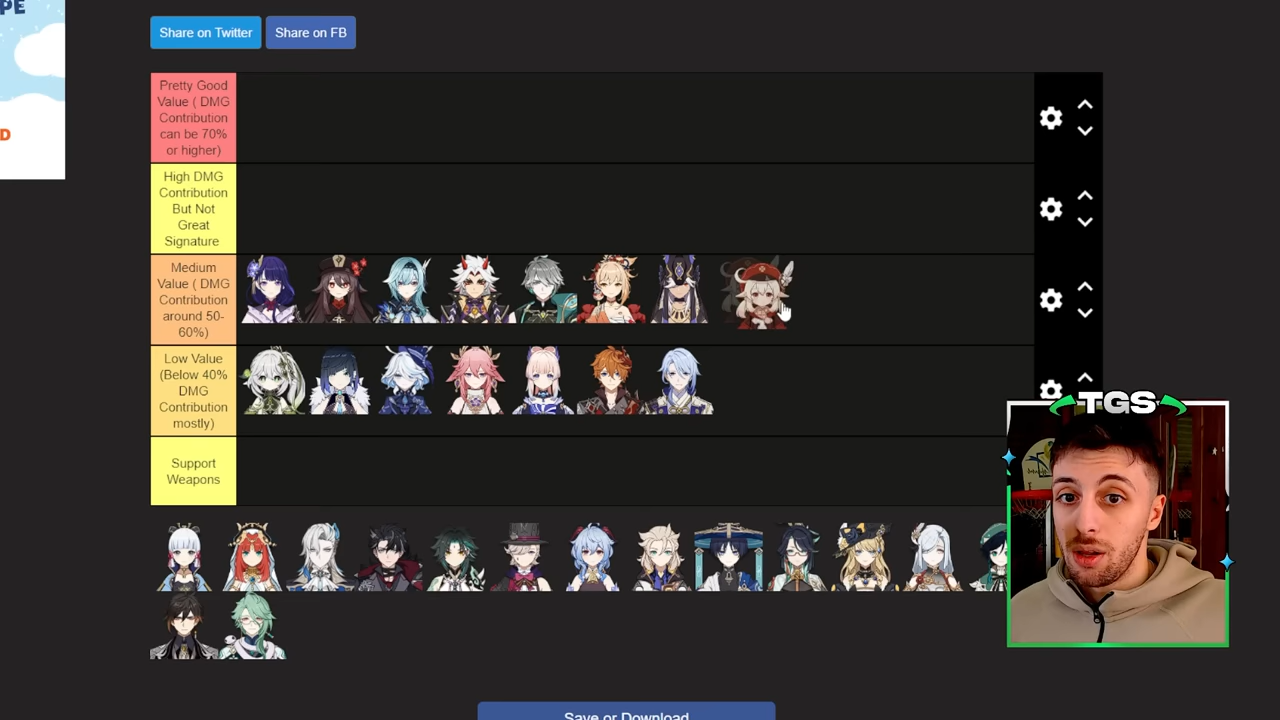 PE
Share on Twitter
Share on FB
D
Pretty Good
Value ( DMG
Contribution
can be 70%
or higher)
High DMG
Contribution
But Not
Great
Signature
Medium
Value ( DMG
Contribution
around 50-
60%)
Low Value
(Below 40%
DMG
Contribution
mostly)
Support
Weapons
TGS
Save or Download